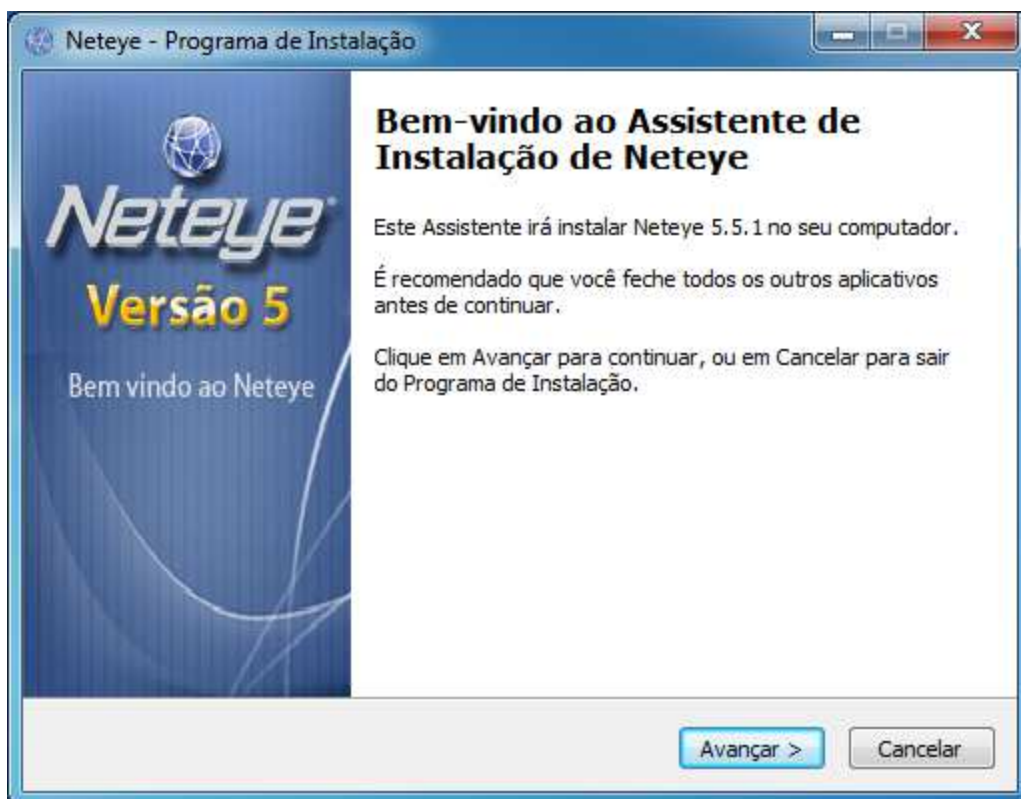 Neteye - Programa de Instalação
Neteye
Versão 5
Bem vindo ao Neteye
Bem-vindo ao Assistente de
Instalação de Neteye
Este Assistente irá instalar Neteye 5.5.1 no seu computador.
É recomendado que você feche todos os outros aplicativos
antes de continuar.
Clique em Avançar para continuar, ou em Cancelar para sair
do Programa de Instalação.
Avançar >
Cancelar